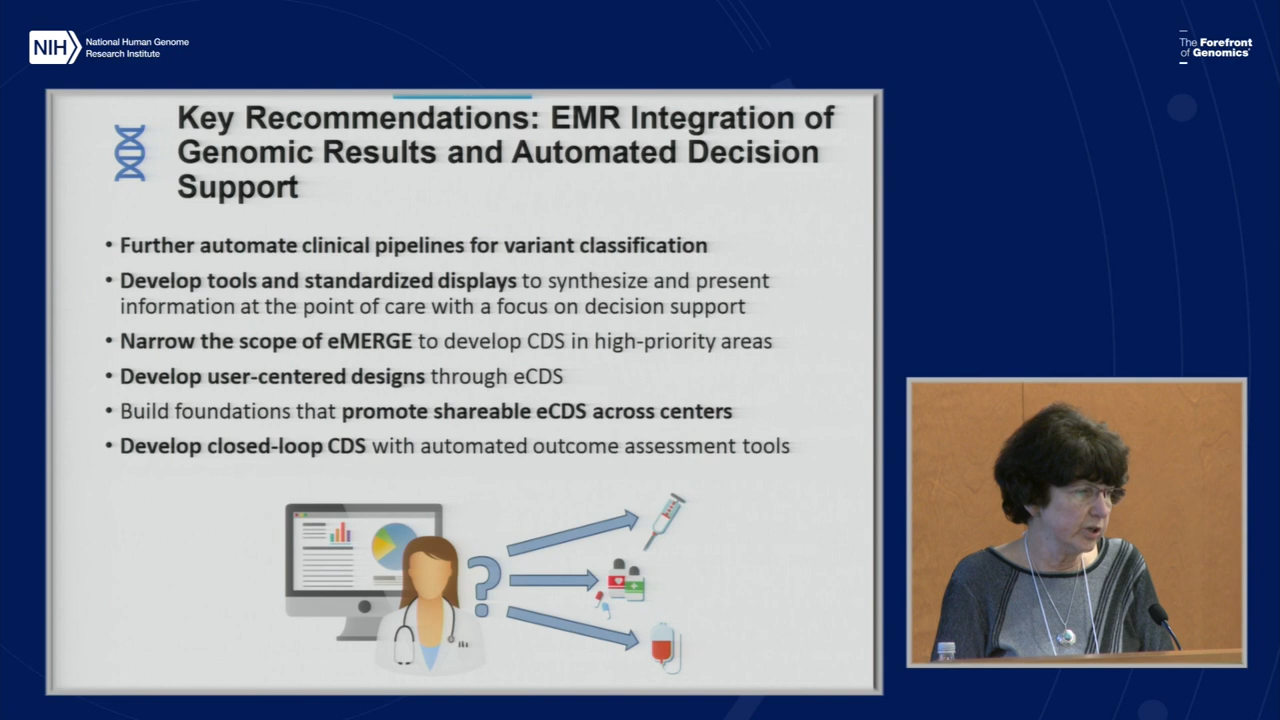 NIH
National Human Genome
Research Institute
The Forefront
of Genomics®
Key Recommendations: EMR Integration of
Genomic Results and Automated Decision
Support
• Further automate clinical pipelines for variant classification
• Develop tools and standardized displays to synthesize and present
information at the point of care with a focus on decision support
• Narrow the scope of eMERGE to develop CDS in high-priority areas
• Develop user-centered designs through eCDS
• Build foundations that promote shareable eCDS across centers
• Develop closed-loop CDS with automated outcome assessment tools
?